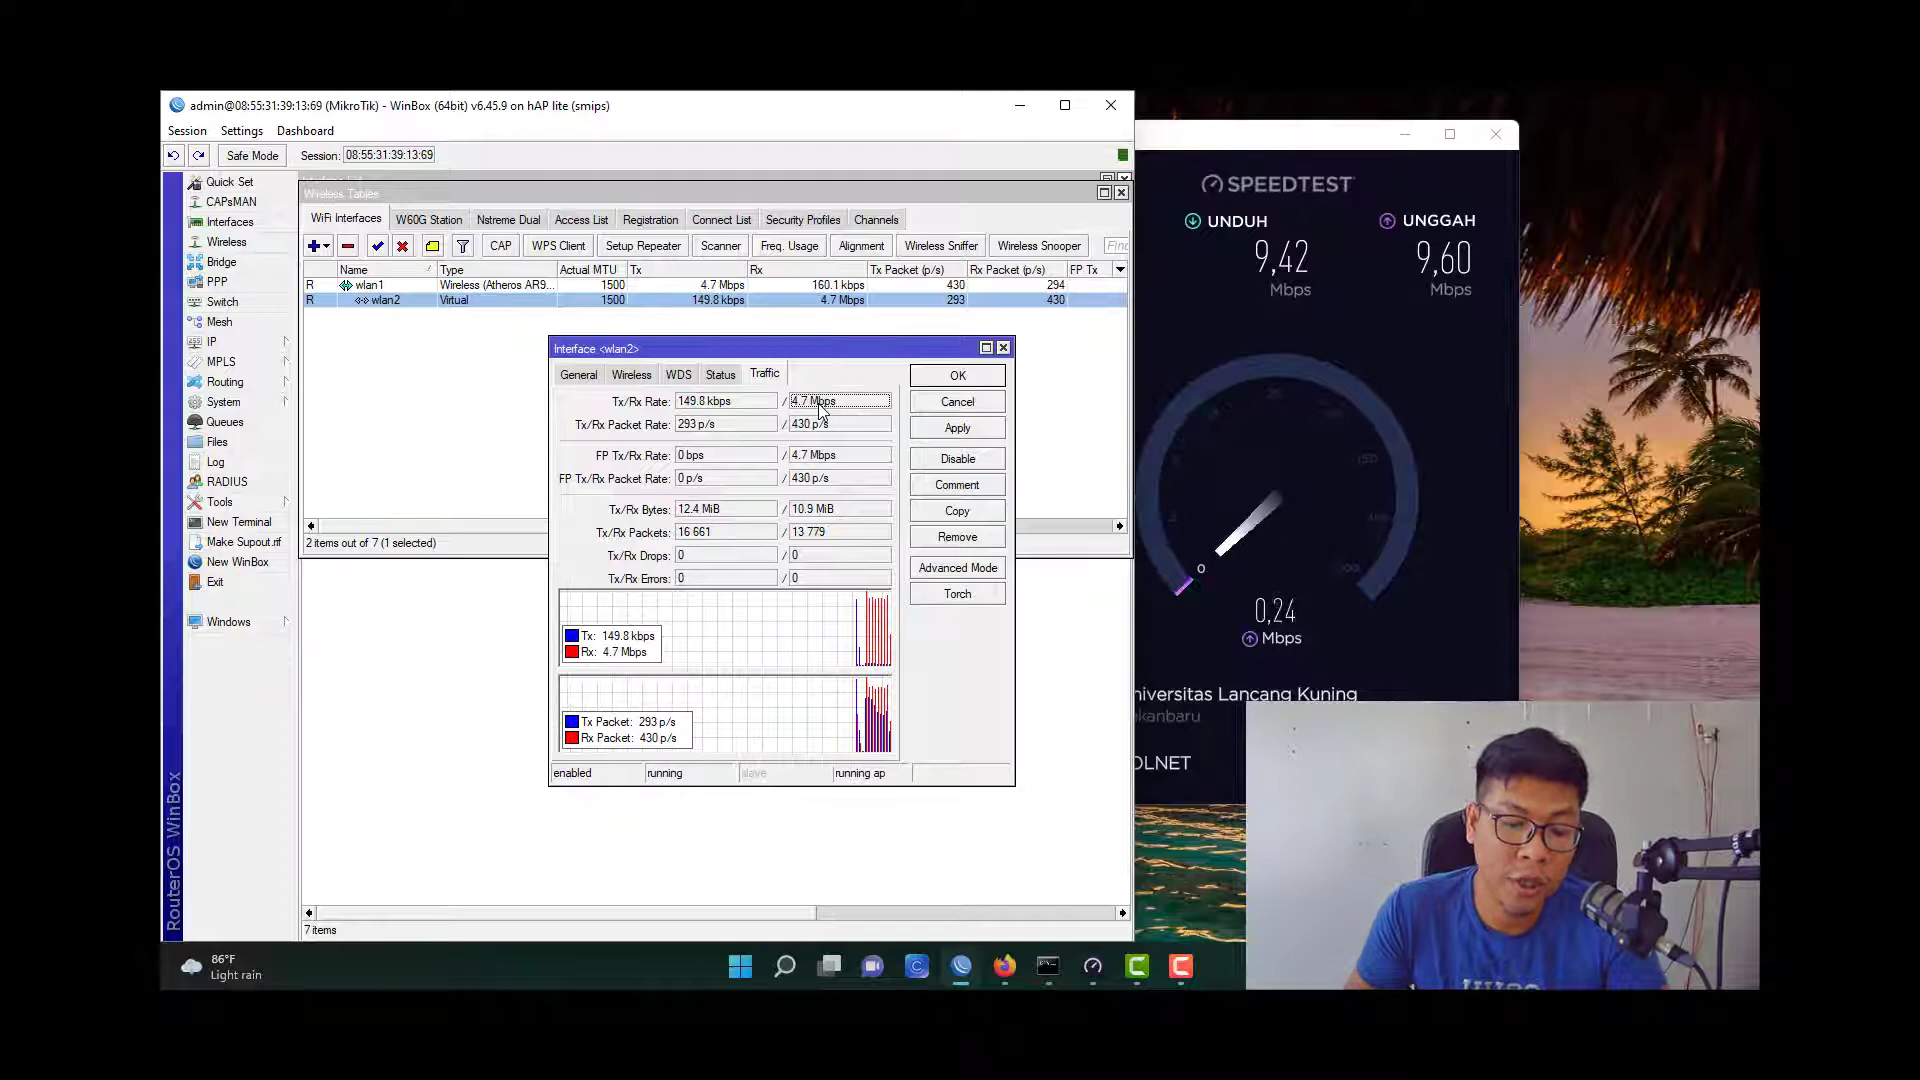 admin@08:55:31:39:13:69 (MikroTik) - WinBox (64bit) v6.45.9 on hAP lite (smips)
Session Settings Dashboard
Safe Mode Session: 08:55:31:39:13:69
Quick Set
CAPsMAN
Interfaces
Wireless
Bridge
PPP
Switch
Mesh
IP
MPLS
Routing
System
Queues
Files
Log
RADIUS
Tools
New Terminal
Make Supout.rif
New WinBox
Exit
Windows
RouterOS WinBox
Wireless Tables
WiFi Interfaces W60G Station Nstreme Dual Access List Registration Connect List Security Profiles Channels
CAP WPS Client Setup Repeater Scanner Freq. Usage Alignment Wireless Sniffer Wireless Snooper Find
Name Type Actual MTU Tx Rx Tx Packet (p/s) Rx Packet (p/s) FP Tx
R wlan1 Wireless (Atheros AR9... 1500 4.7 Mbps 160.1 kbps 430 294
R wlan2 Virtual 1500 149.8 kbps 4.7 Mbps 293 430
2 items out of 7 (1 selected)
Interface <wlan2>
General Wireless WDS Status Traffic
Tx/Rx Rate: 149.8 kbps / 4.7 Mbps
Tx/Rx Packet Rate: 293 p/s / 430 p/s
FP Tx/Rx Rate: 0 bps / 4.7 Mbps
FP Tx/Rx Packet Rate: 0 p/s / 430 p/s
Tx/Rx Bytes: 12.4 MiB / 10.9 MiB
Tx/Rx Packets: 16 661 / 13 779
Tx/Rx Drops: 0 / 0
Tx/Rx Errors: 0 / 0
Tx: 149.8 kbps
Rx: 4.7 Mbps
Tx Packet: 293 p/s
Rx Packet: 430 p/s
enabled running slave running ap
OK
Cancel
Apply
Disable
Comment
Copy
Remove
Advanced Mode
Torch
7 items
SPEEDTEST
UNDUH UNGGAH
9,42 9,60
Mbps Mbps
0
0,24
Mbps
niversitas Lancang Kuning
kanbaru
OLNET
86°F
Light rain